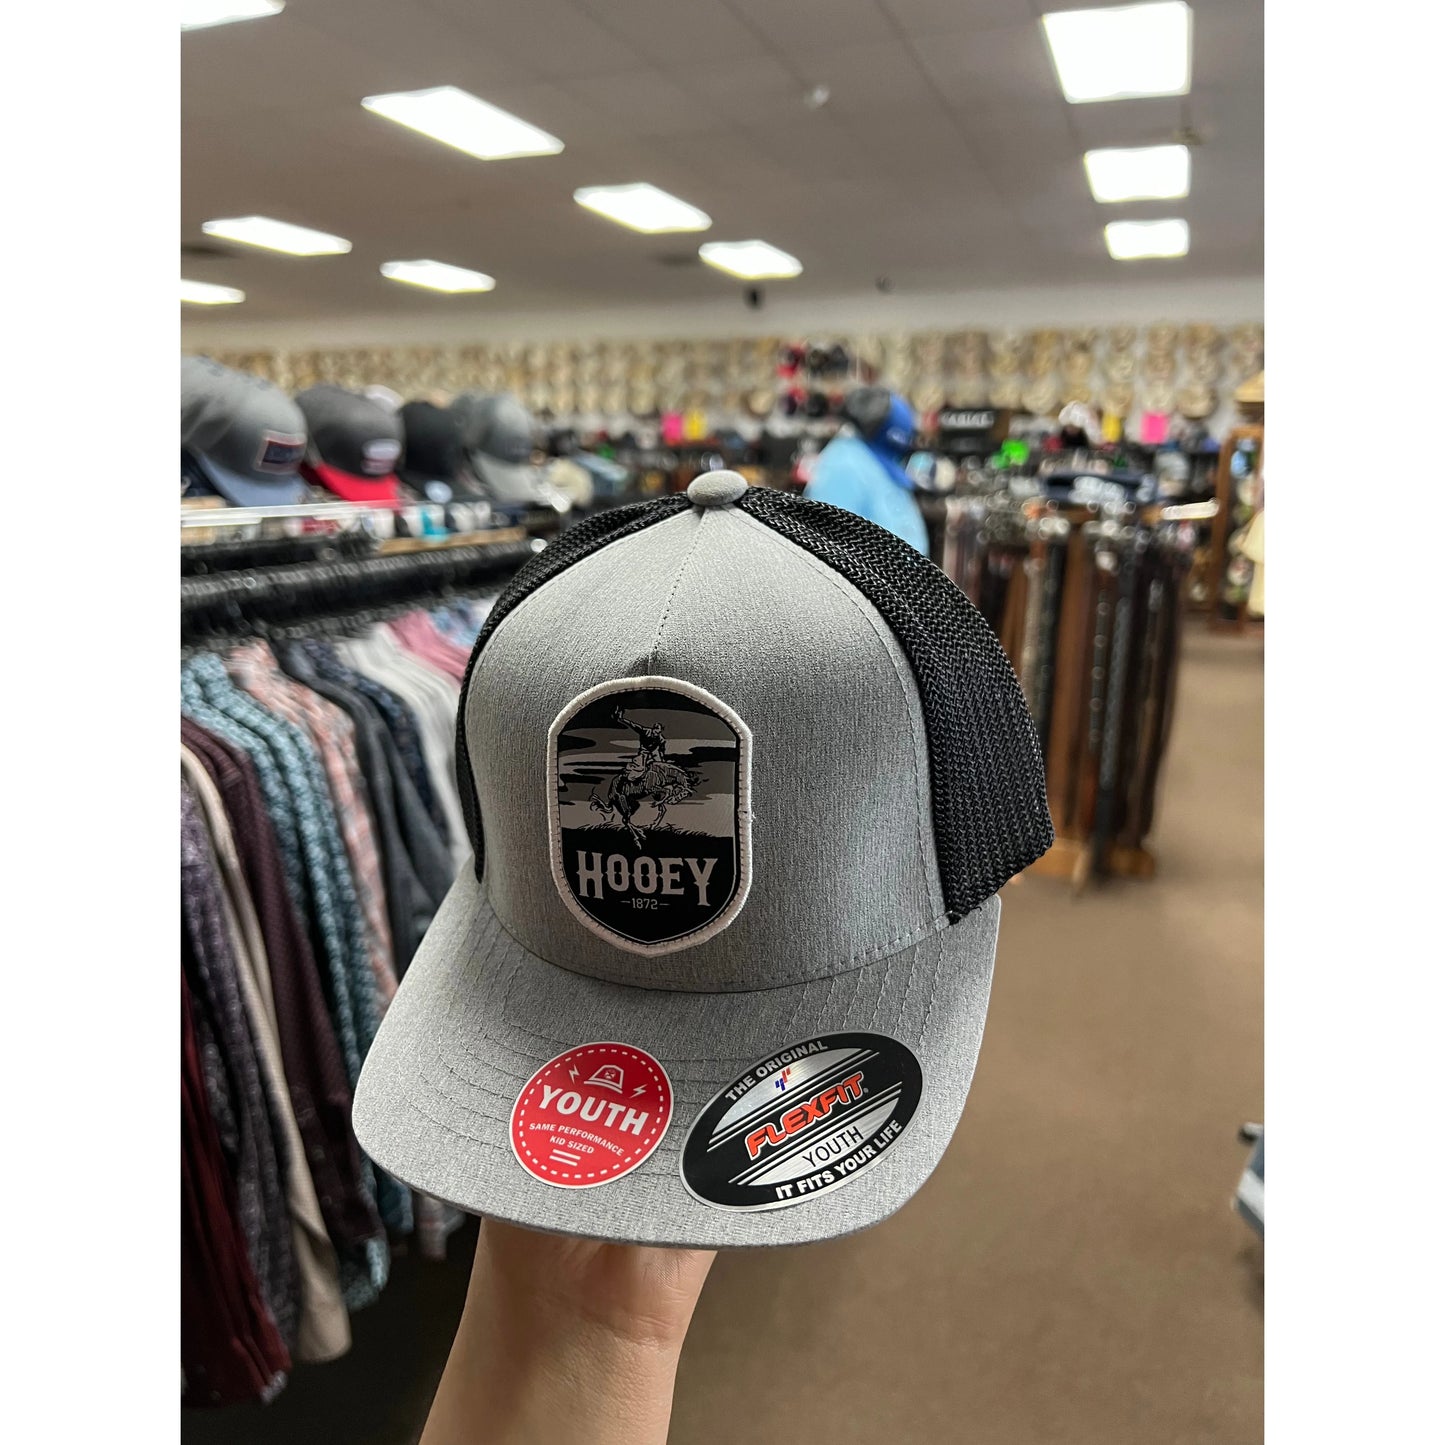 HOOEY
-1872-
YOUTH
SAME PERFORMANCE
KID SIZED
THE ORIGINAL
FLEXFIT®
YOUTH
IT FITS YOUR LIFE